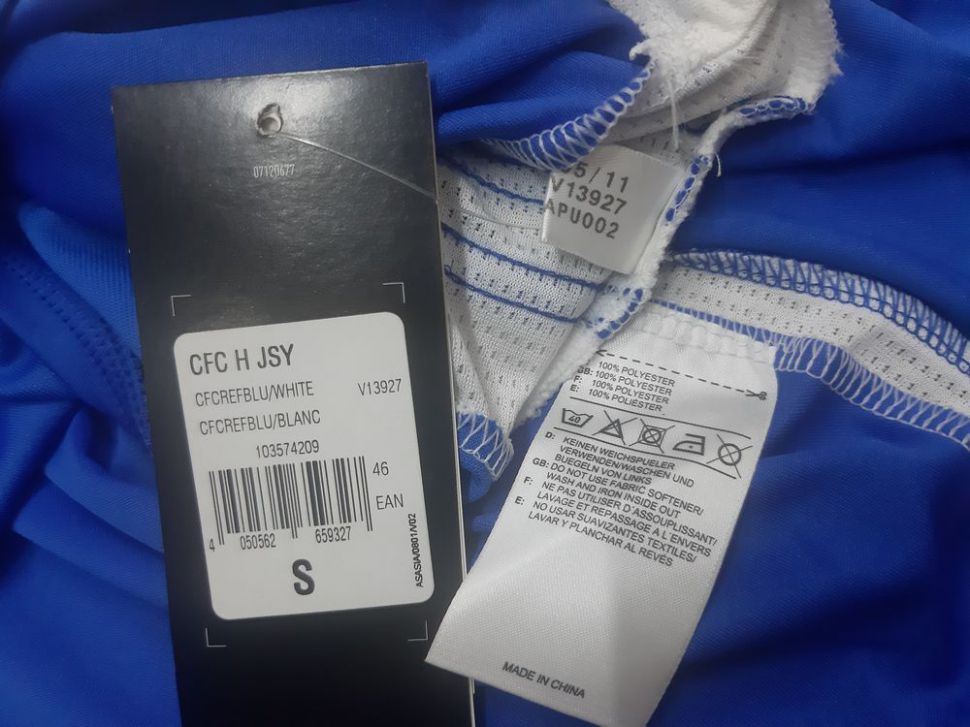 07120677
CFC H JSY
CFCREFBLU/WHITE V13927
CFCREFBLU/BLANC
103574209
46
EAN
4 050562 659327
S
ASASIA/0801/V02
05/11
V13927
APU002
100% POLYESTER
GB: 100% POLYESTER
F: 100% POLYESTER
E: 100% POLIÉSTER
40
D: KEINEN WEICHSPUELER
VERWENDEN/WASCHEN UND
BUEGELN VON LINKS
GB: DO NOT USE FABRIC SOFTENER/
WASH AND IRON INSIDE OUT
F: NE PAS UTILISER D'ASSOUPLISSANT/
LAVAGE ET REPASSAGE A L'ENVERS
E: NO USAR SUAVIZANTES TEXTILES/
LAVAR Y PLANCHAR AL REVÉS
MADE IN CHINA